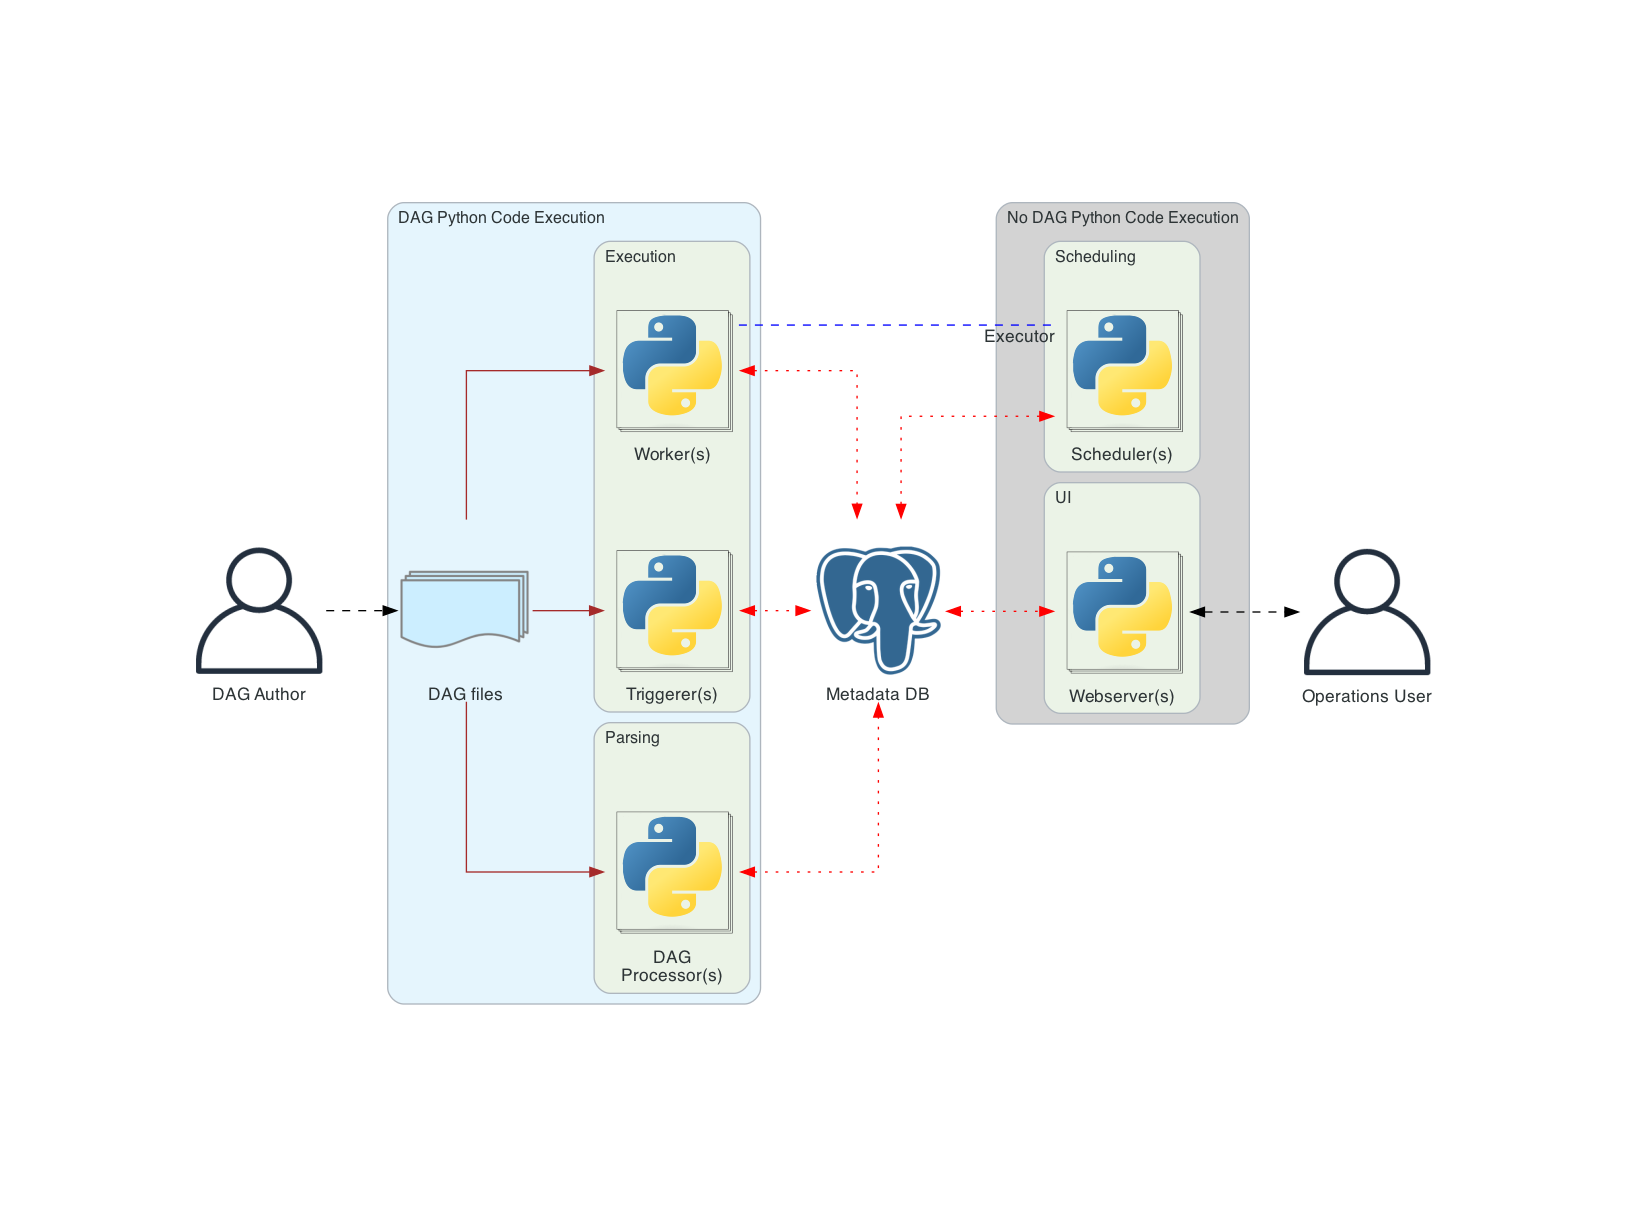 DAG Python Code Execution
No DAG Python Code Execution
Execution
Scheduling
Executor
Worker(s)
Scheduler(s)
UI
DAG Author
DAG files
Triggerer(s)
Metadata DB
Webserver(s)
Operations User
Parsing
DAG
Processor(s)